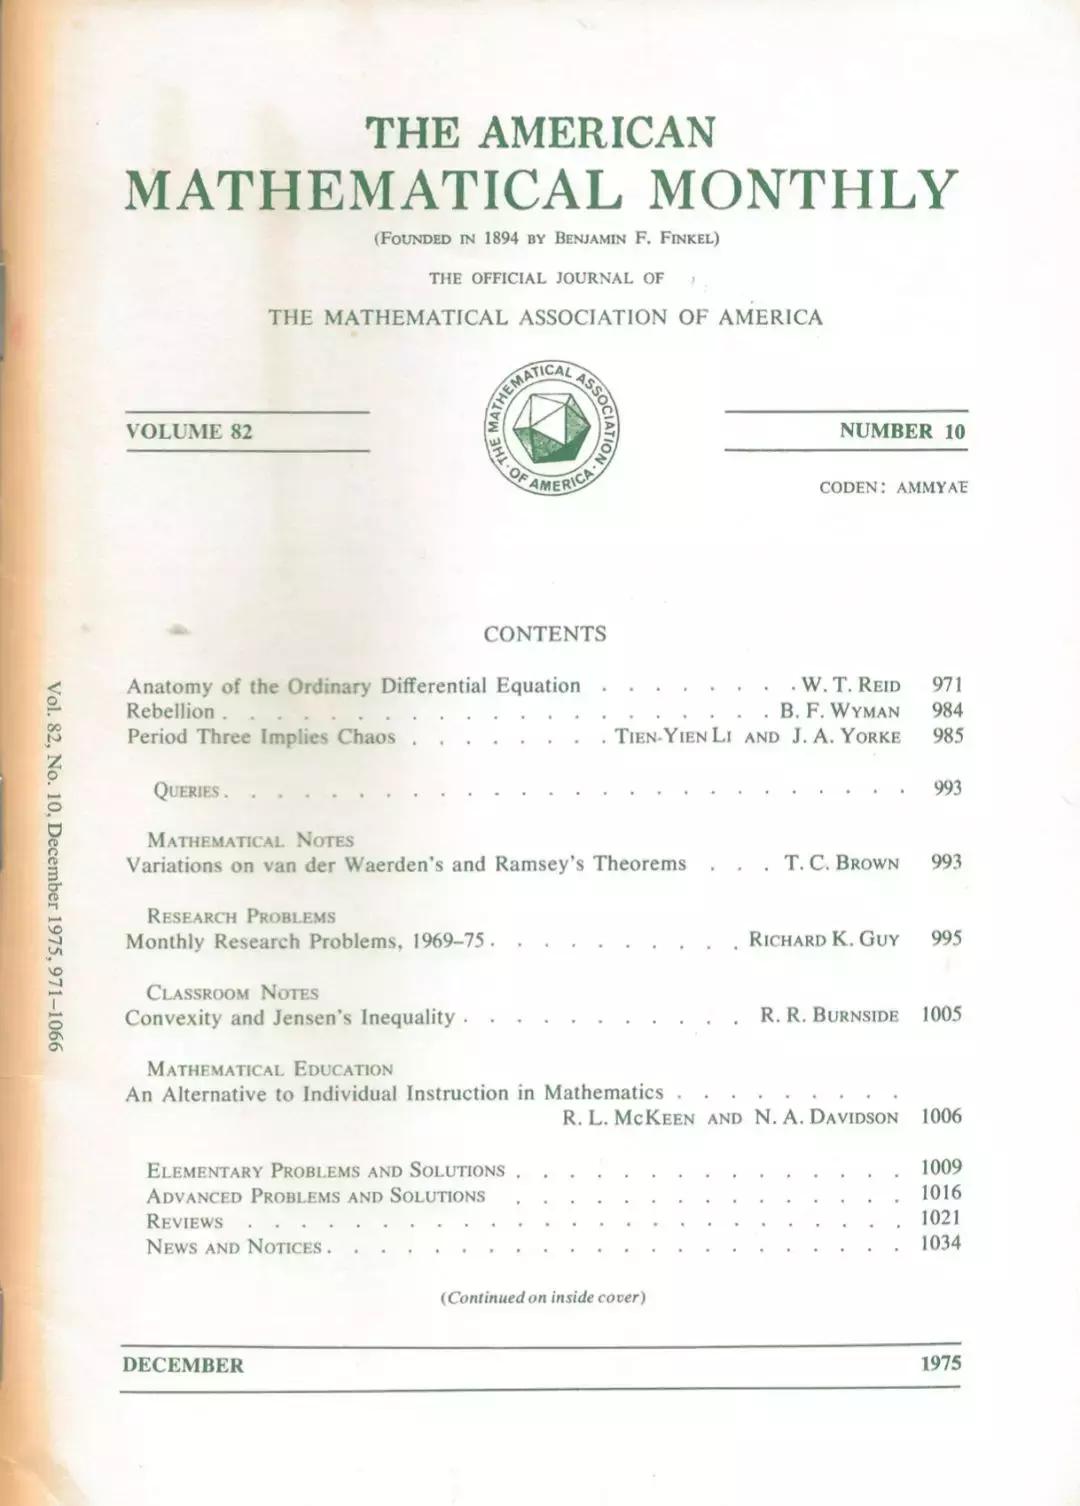 THE AMERICAN
MATHEMATICAL MONTHLY
(FOUNDED IN 1894 BY BENJAMIN F. FINKEL)
THE OFFICIAL JOURNAL OF
THE MATHEMATICAL ASSOCIATION OF AMERICA
THE MATHEMATICAL ASSOCIATION · OF AMERICA ·
VOLUME 82
NUMBER 10
CODEN: AMMYAE
CONTENTS
Anatomy of the Ordinary Differential Equation . . . . . . . . W. T. REID 971
Rebellion . . . . . . . . . . . . . . . . . . . . . B. F. WYMAN 984
Period Three Implies Chaos . . . . . . . . TIEN-YIEN LI AND J. A. YORKE 985
QUERIES . . . . . . . . . . . . . . . . . . . . . . . . . . 993
MATHEMATICAL NOTES
Variations on van der Waerden's and Ramsey's Theorems . . . T. C. BROWN 993
RESEARCH PROBLEMS
Monthly Research Problems, 1969–75 . . . . . . . . . . RICHARD K. GUY 995
CLASSROOM NOTES
Convexity and Jensen's Inequality . . . . . . . . . . . R. R. BURNSIDE 1005
MATHEMATICAL EDUCATION
An Alternative to Individual Instruction in Mathematics . . . . . . . . .
R. L. MCKEEN AND N. A. DAVIDSON 1006
ELEMENTARY PROBLEMS AND SOLUTIONS . . . . . . . . . . . . . . . 1009
ADVANCED PROBLEMS AND SOLUTIONS . . . . . . . . . . . . . . . 1016
REVIEWS . . . . . . . . . . . . . . . . . . . . . . . . . 1021
NEWS AND NOTICES . . . . . . . . . . . . . . . . . . . . . . 1034
(Continued on inside cover)
DECEMBER
1975
Vol. 82, No. 10, December 1975, 971–1066